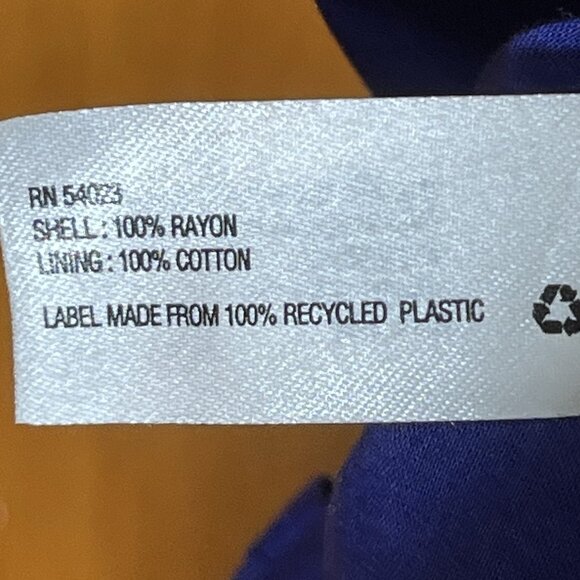 RN 54023
SHELL : 100% RAYON
LINING : 100% COTTON
LABEL MADE FROM 100% RECYCLED PLASTIC